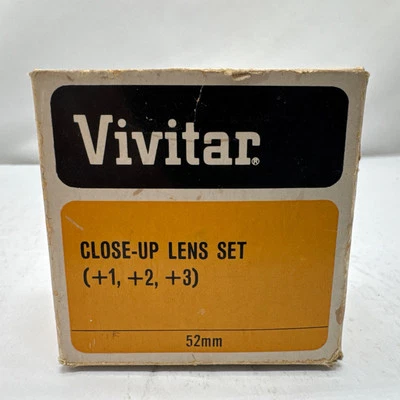 Vivitar®
CLOSE-UP LENS SET
(+1, +2, +3)
52mm